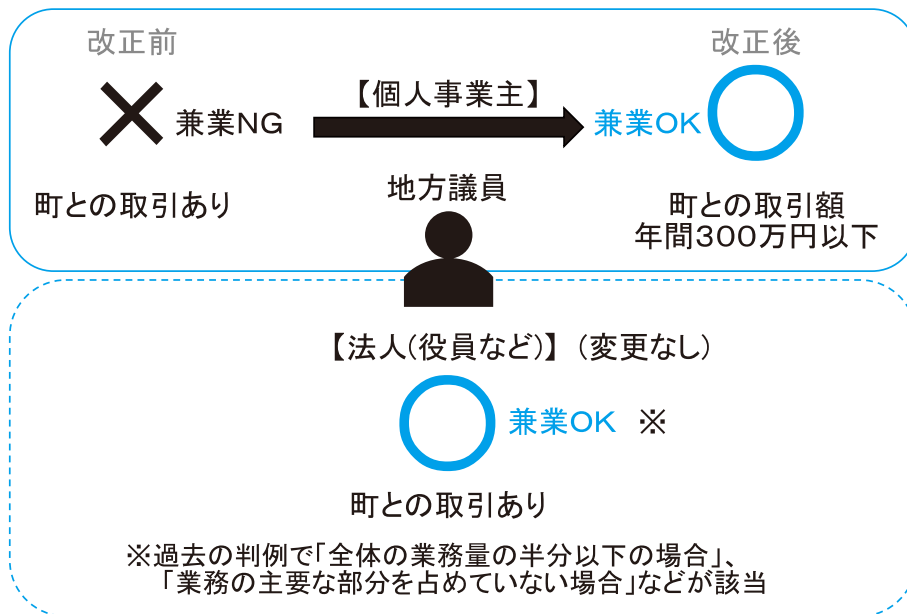 改正前
改正後
【個人事業主】
兼業NG
兼業OK
町との取引あり
地方議員
町との取引額
年間300万円以下
【法人(役員など)】(変更なし)
兼業OK ※
町との取引あり
※過去の判例で「全体の業務量の半分以下の場合」、
「業務の主要な部分を占めていない場合」などが該当